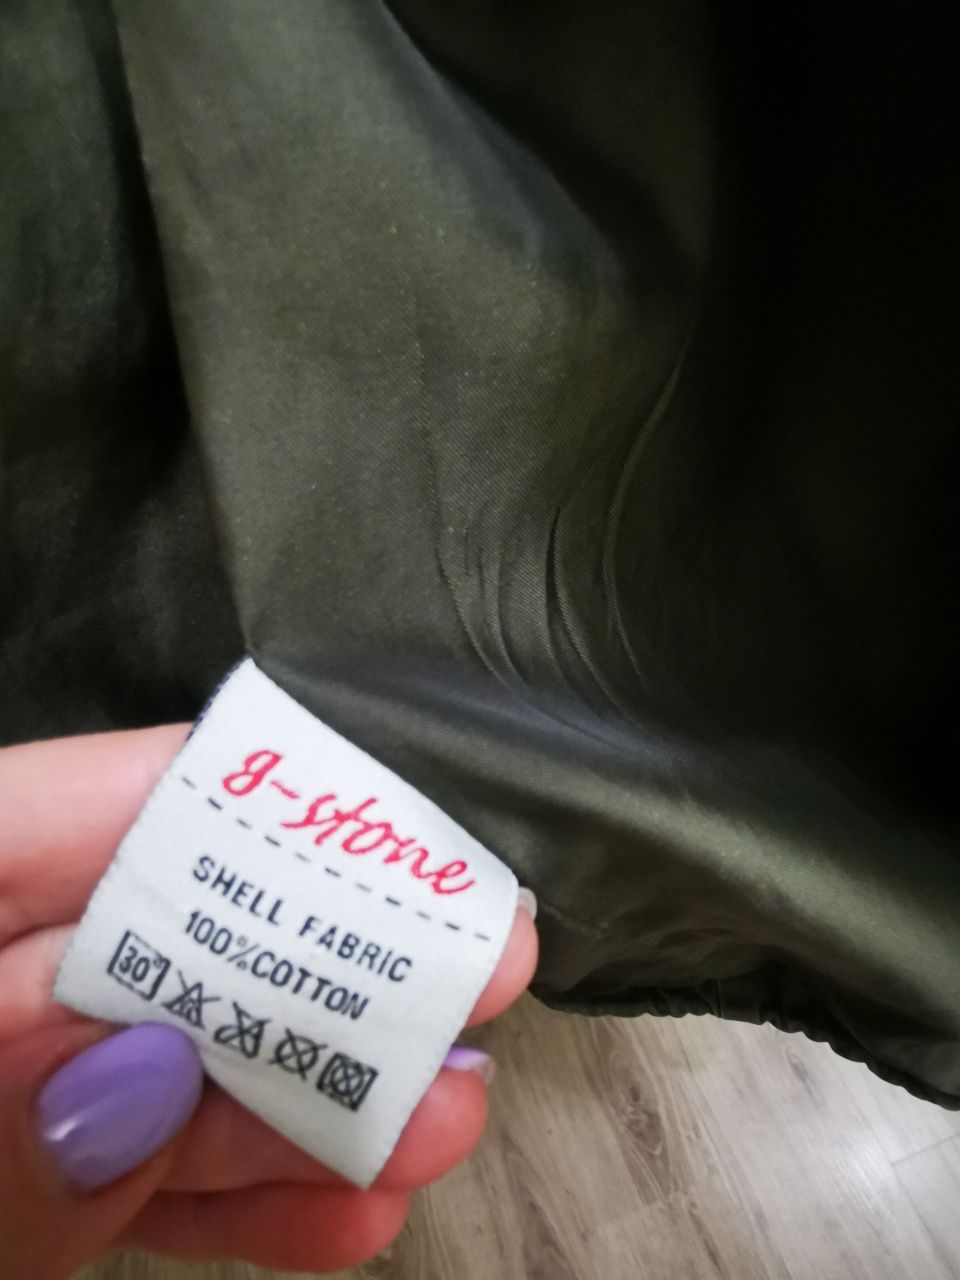 g-stone
SHELL FABRIC
100%COTTON
30°